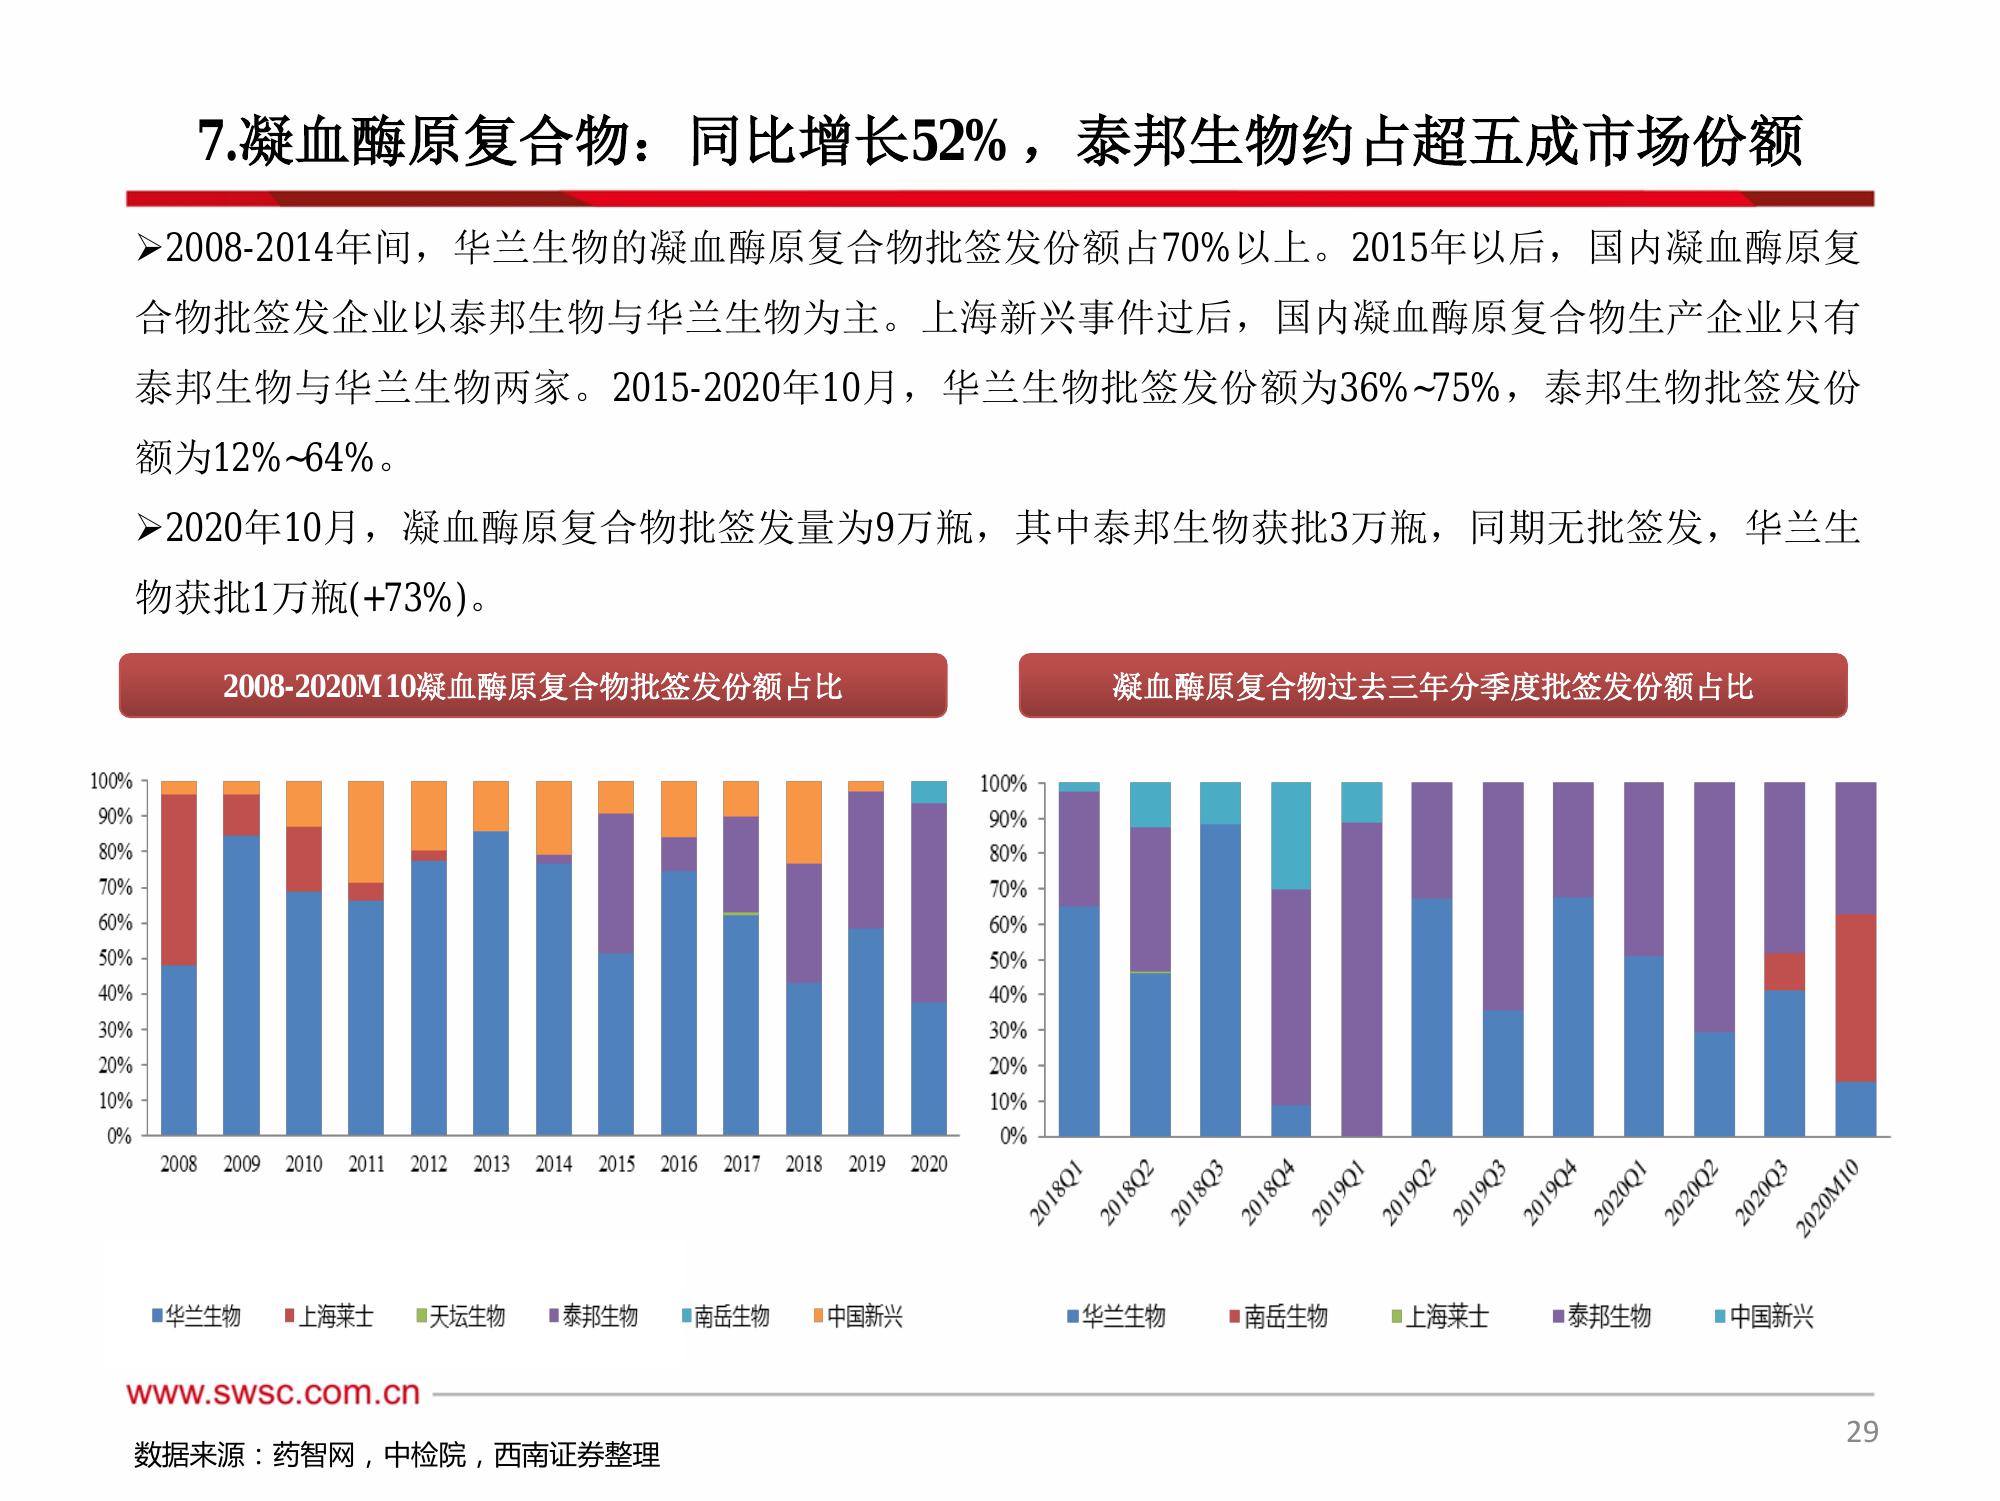 7.凝血酶原复合物：同比增长52%，泰邦生物约占超五成市场份额
➢2008-2014年间，华兰生物的凝血酶原复合物批签发份额占70%以上。2015年以后，国内凝血酶原复
合物批签发企业以泰邦生物与华兰生物为主。上海新兴事件过后，国内凝血酶原复合物生产企业只有
泰邦生物与华兰生物两家。2015-2020年10月，华兰生物批签发份额为36%~75%，泰邦生物批签发份
额为12%~64%。
➢2020年10月，凝血酶原复合物批签发量为9万瓶，其中泰邦生物获批3万瓶，同期无批签发，华兰生
物获批1万瓶(+73%)。
2008-2020M10凝血酶原复合物批签发份额占比
100%
90%
80%
70%
60%
50%
40%
30%
20%
10%
0%
2008 2009 2010 2011 2012 2013 2014 2015 2016 2017 2018 2019 2020
华兰生物 上海莱士 天坛生物 泰邦生物 南岳生物 中国新兴
凝血酶原复合物过去三年分季度批签发份额占比
100%
90%
80%
70%
60%
50%
40%
30%
20%
10%
0%
2018Q1 2018Q2 2018Q3 2018Q4 2019Q1 2019Q2 2019Q3 2019Q4 2020Q1 2020Q2 2020Q3 2020M10
华兰生物 南岳生物 上海莱士 泰邦生物 中国新兴
www.swsc.com.cn
29
数据来源：药智网，中检院，西南证券整理